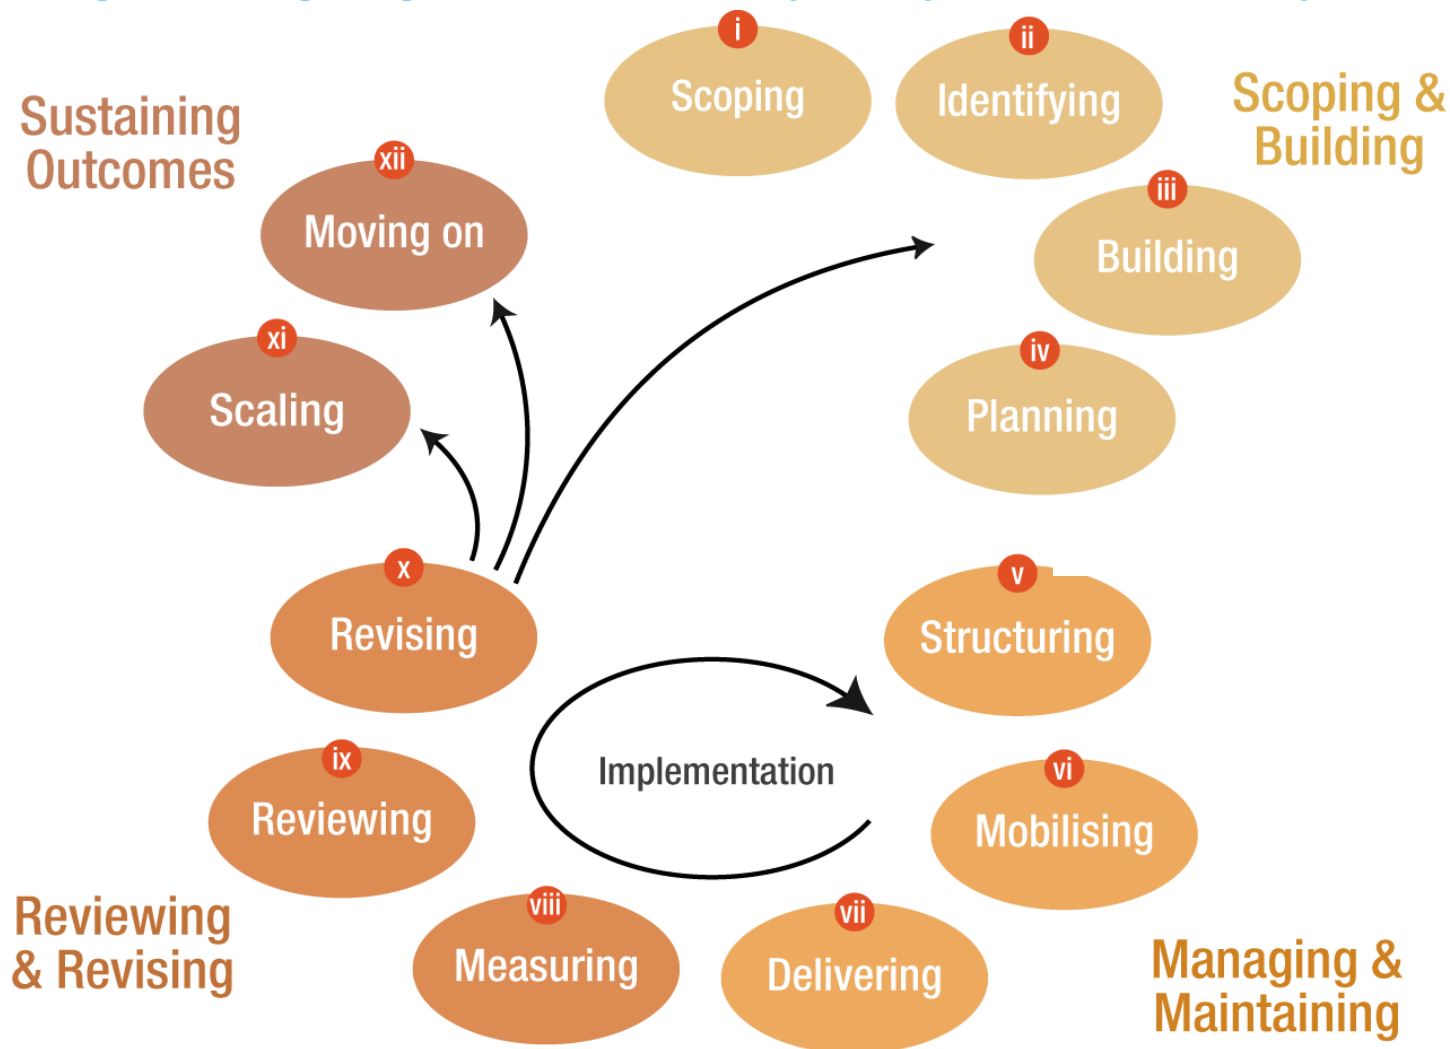 i
Scoping
ii
Identifying
Scoping &
Building
iii
Building
iv
Planning
v
Structuring
vi
Mobilising
Managing &
Maintaining
vii
Delivering
viii
Measuring
ix
Reviewing
Reviewing
& Revising
x
Revising
xi
Scaling
xii
Moving on
Sustaining
Outcomes
Implementation